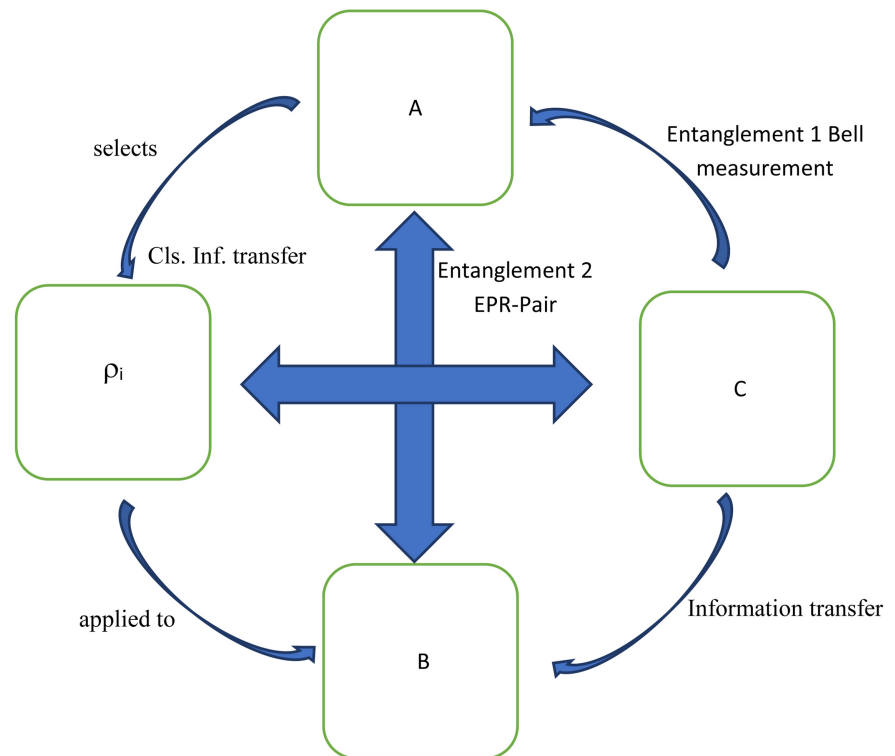 A
Entanglement 1 Bell
measurement
selects
Cls. Inf. transfer
Entanglement 2
EPR-Pair
ρi
C
applied to
Information transfer
B